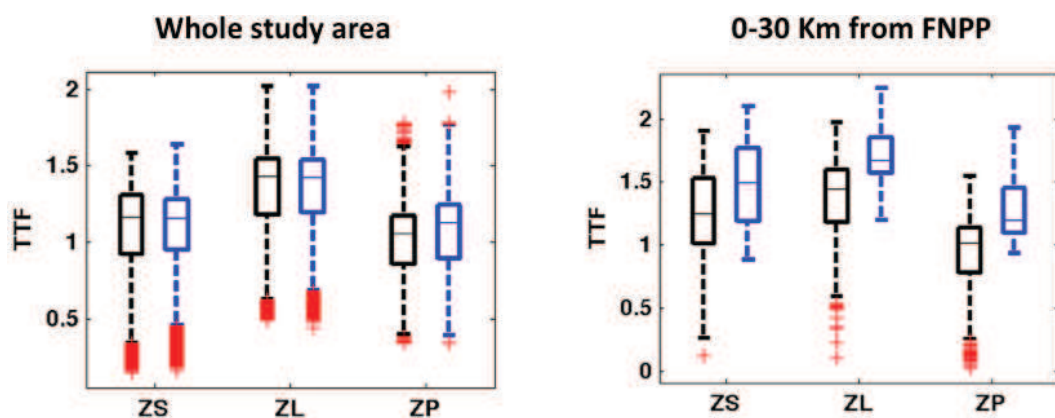 Whole study area
0-30 Km from FNPP
2
1.5
1
0.5
TTF
ZS ZL ZP
2
1.5
1
0.5
0
TTF
ZS ZL ZP